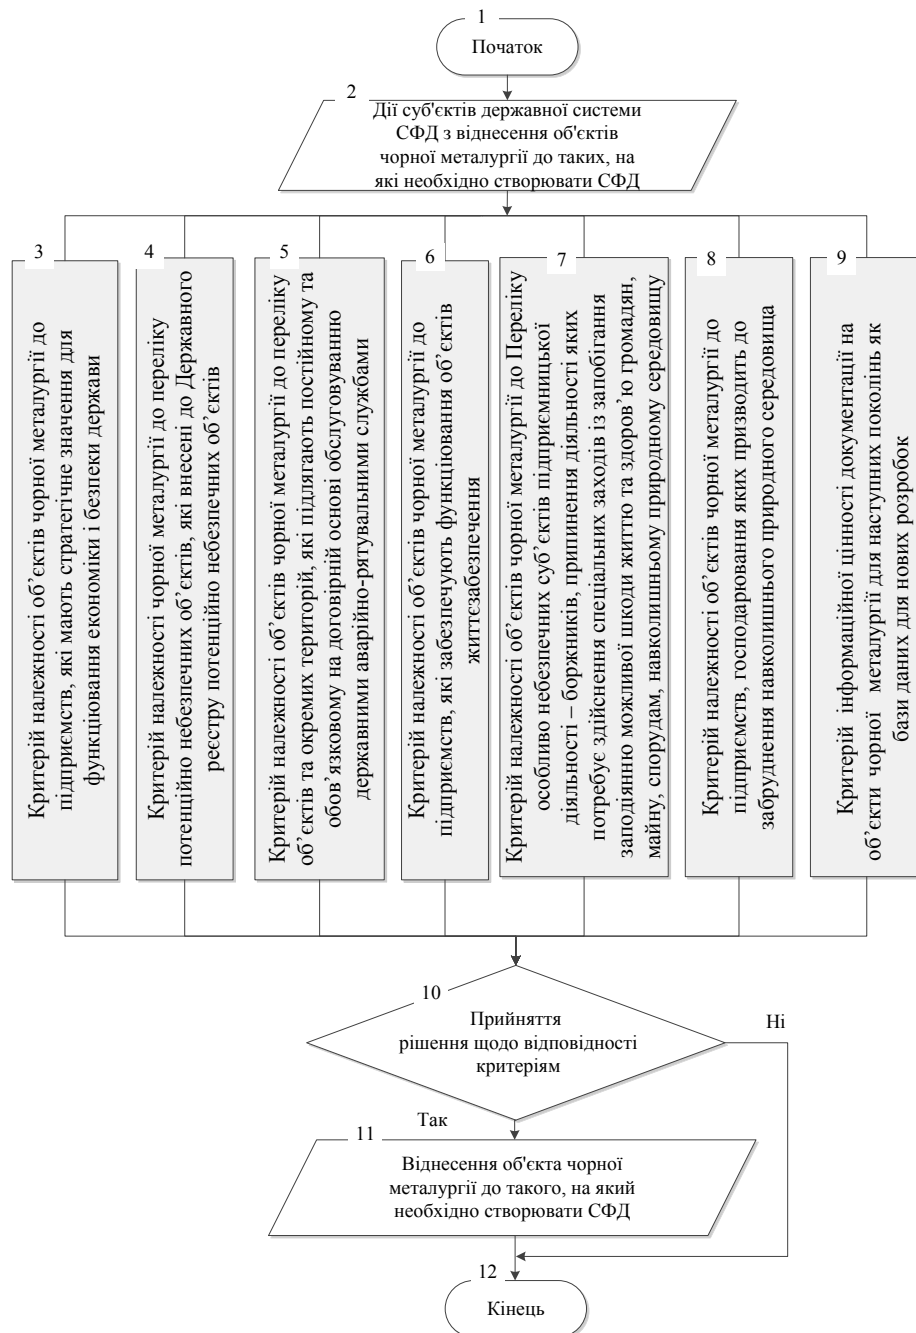 1
Початок
2
Дії суб'єктів державної системи
СФД з віднесення об'єктів
чорної металургії до таких, на
які необхідно створювати СФД
3
Критерій належності об’єктів чорної металургії до
підприємств, які мають стратегічне значення для
функціювання економіки і безпеки держави
4
Критерій належності чорної металургії до переліку
потенційно небезпечних об’єктів, які внесені до Державного
реєстру потенційно небезпечних об’єктів
5
Критерій належності об’єктів чорної металургії до переліку
об’єктів та окремих територій, які підлягають постійному та
обов’язковому на договірній основі обслуговуванню
державними аварійно-рятувальними службами
6
Критерій належності об’єктів чорної металургії до
підприємств, які забезпечують функціювання об’єктів
життєзабезпечення
7
Критерій належності об’єктів чорної металургії до Переліку
особливо небезпечних суб’єктів підприємницької
діяльності – боржників, припинення діяльності яких
потребує здійснення спеціальних заходів із запобігання
заподіянню можливої шкоди життю та здоров’ю громадян,
майну, спорудам, навколишньому природному середовищу
8
Критерій належності об’єктів чорної металургії до
підприємств, господарювання яких призводить до
забруднення навколишнього природного середовища
9
Критерій інформаційної цінності документації на
об’єкти чорної металургії для наступних поколінь як
бази даних для нових розробок
10
Прийняття
рішення щодо відповідності
критеріям
Ні
Так
11
Віднесення об'єкта чорної
металургії до такого, на який
необхідно створювати СФД
12
Кінець